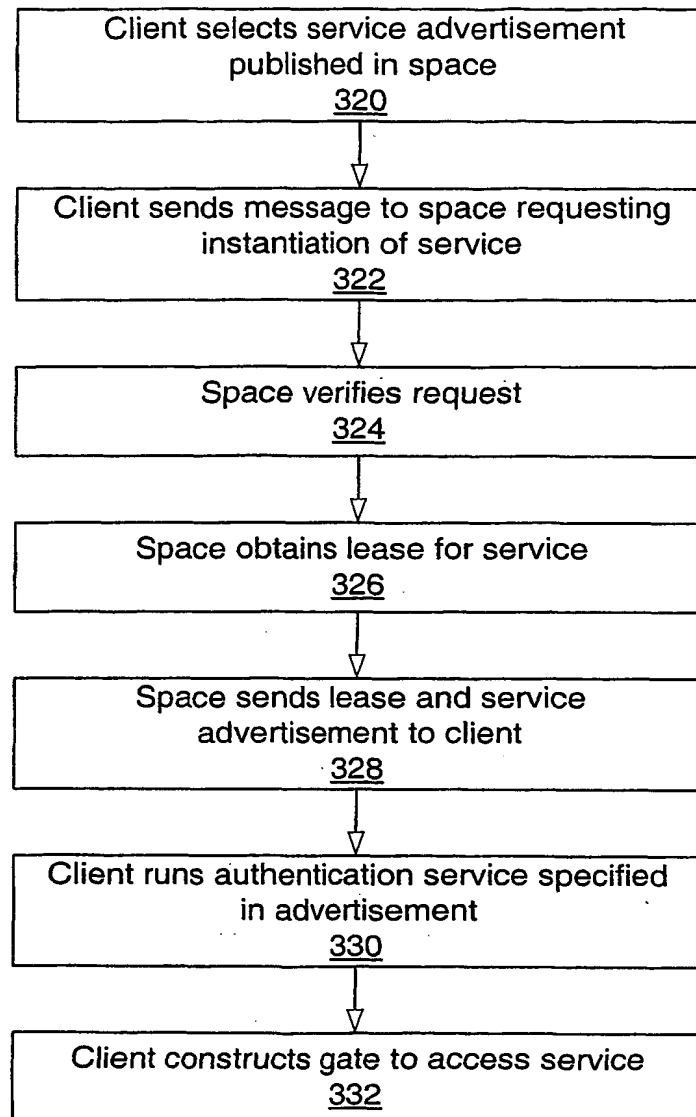 Client selects service advertisement
published in space
320
Client sends message to space requesting
instantiation of service
322
Space verifies request
324
Space obtains lease for service
326
Space sends lease and service
advertisement to client
328
Client runs authentication service specified
in advertisement
330
Client constructs gate to access service
332